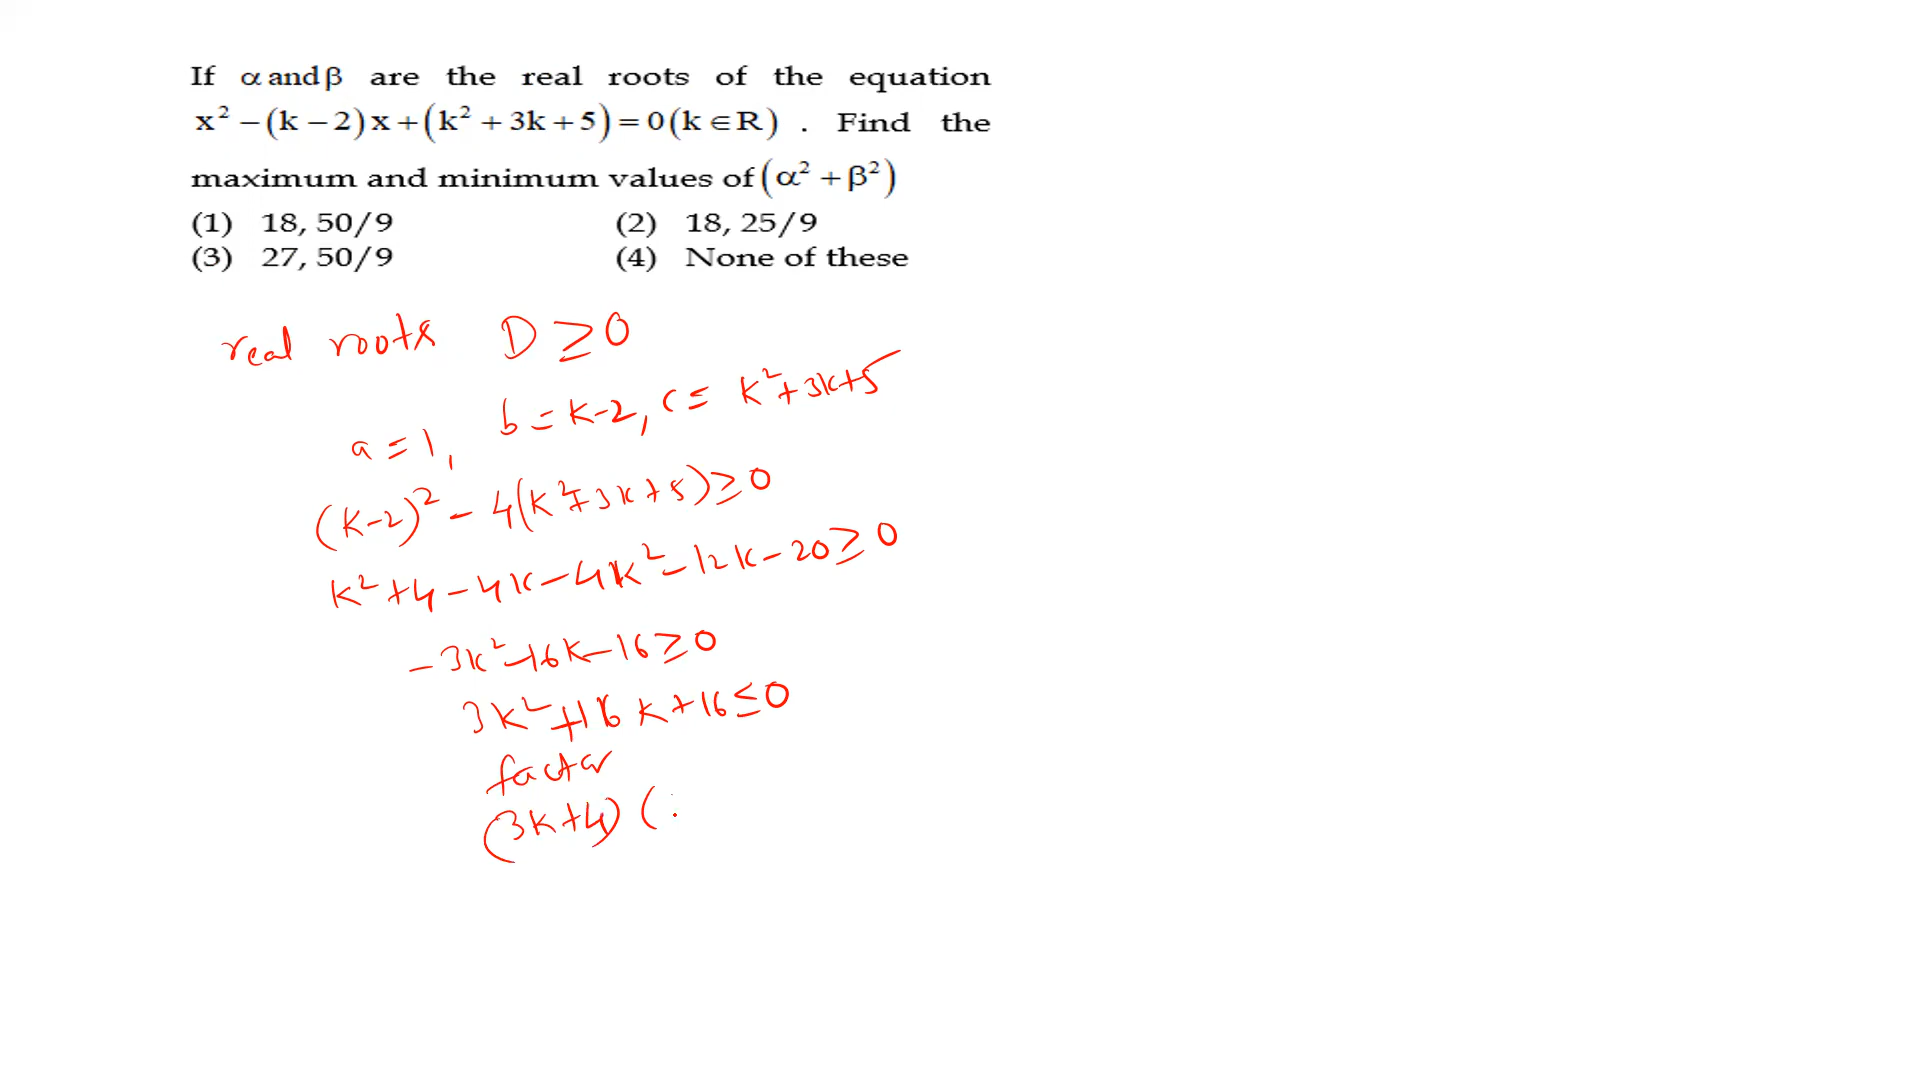 If α and β are the real roots of the equation
x² − (k − 2)x + (k² + 3k + 5) = 0 (k ∈ R) . Find the
maximum and minimum values of (α² + β²)
(1) 18, 50/9 (2) 18, 25/9
(3) 27, 50/9 (4) None of these
real roots D ≥ 0
a = 1, b = k-2, c = k²+3k+5
(k-2)² - 4(k²+3k+5) ≥ 0
k²+4-4k-4k²-12k-20 ≥ 0
-3k²-16k-16 ≥ 0
3k²+16k+16 ≤ 0
factor
(3k+4) (